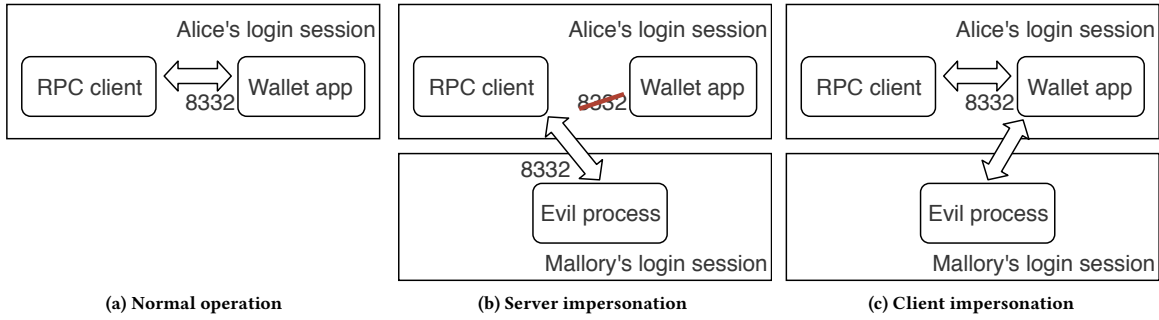 Alice's login session
RPC client
Wallet app
8332
(a) Normal operation
Alice's login session
RPC client
Wallet app
8332
8332
Evil process
Mallory's login session
(b) Server impersonation
Alice's login session
RPC client
Wallet app
8332
Evil process
Mallory's login session
(c) Client impersonation